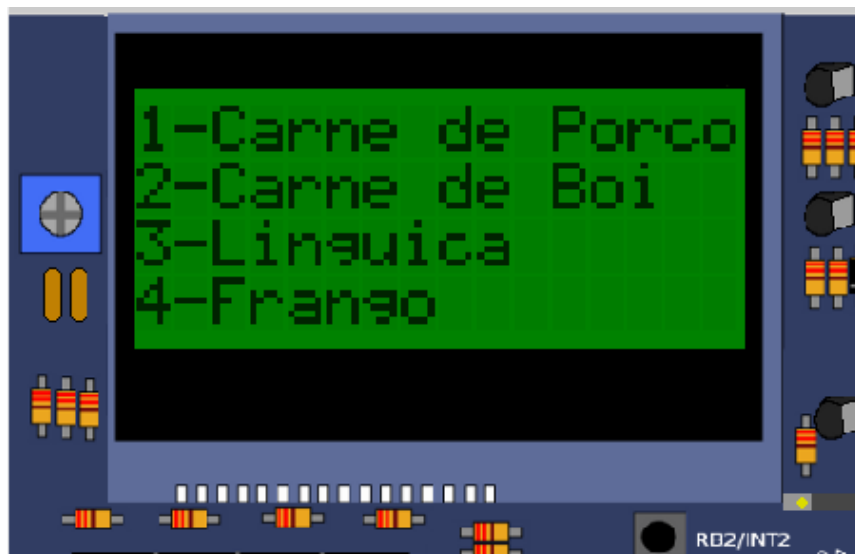 1-Carne de Porco
2-Carne de Boi
3-Linguica
4-Frango
RB2/INT2